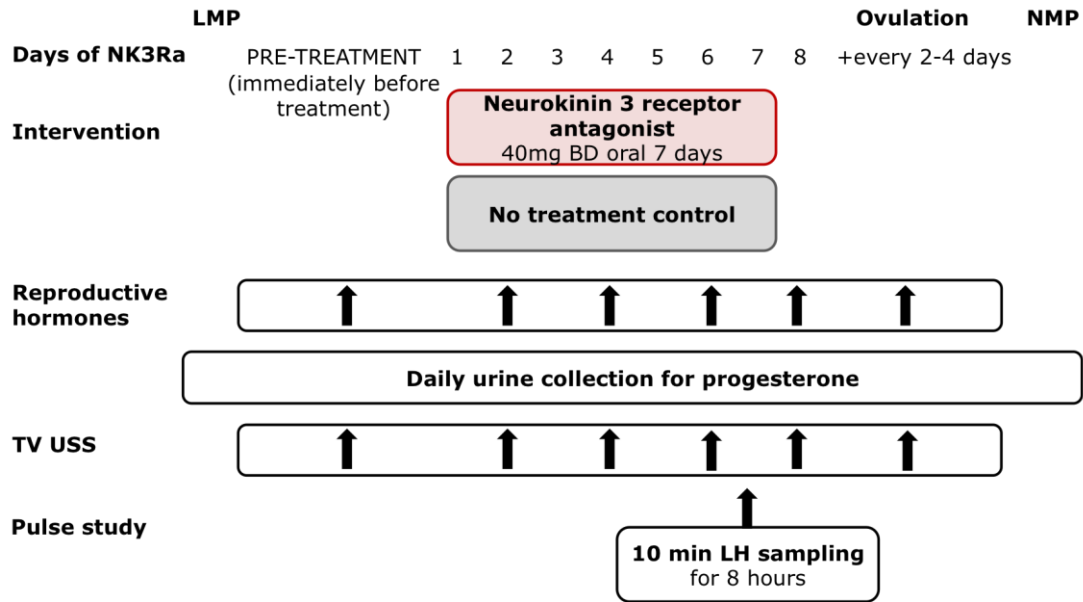 LMP
Ovulation
NMP
Days of NK3Ra
PRE-TREATMENT
(immediately before
treatment)
1 2 3 4 5 6 7 8
+every 2-4 days
Intervention
Neurokinin 3 receptor
antagonist
40mg BD oral 7 days
No treatment control
Reproductive
hormones
Daily urine collection for progesterone
TV USS
Pulse study
10 min LH sampling
for 8 hours